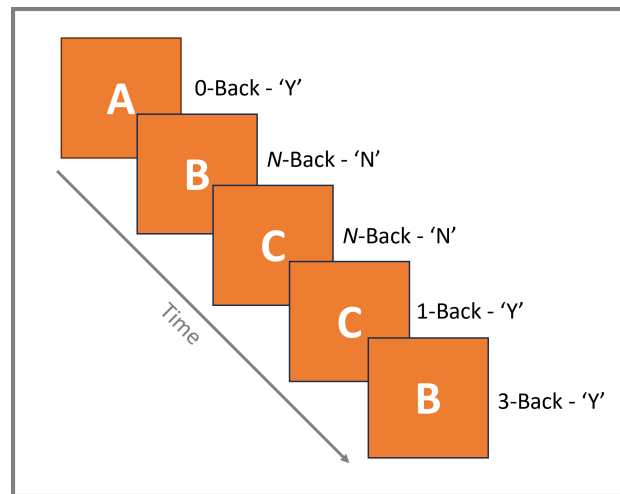 A
0-Back - ‘Y’
B
N-Back - ‘N’
C
N-Back - ‘N’
C
1-Back - ‘Y’
B
3-Back - ‘Y’
Time